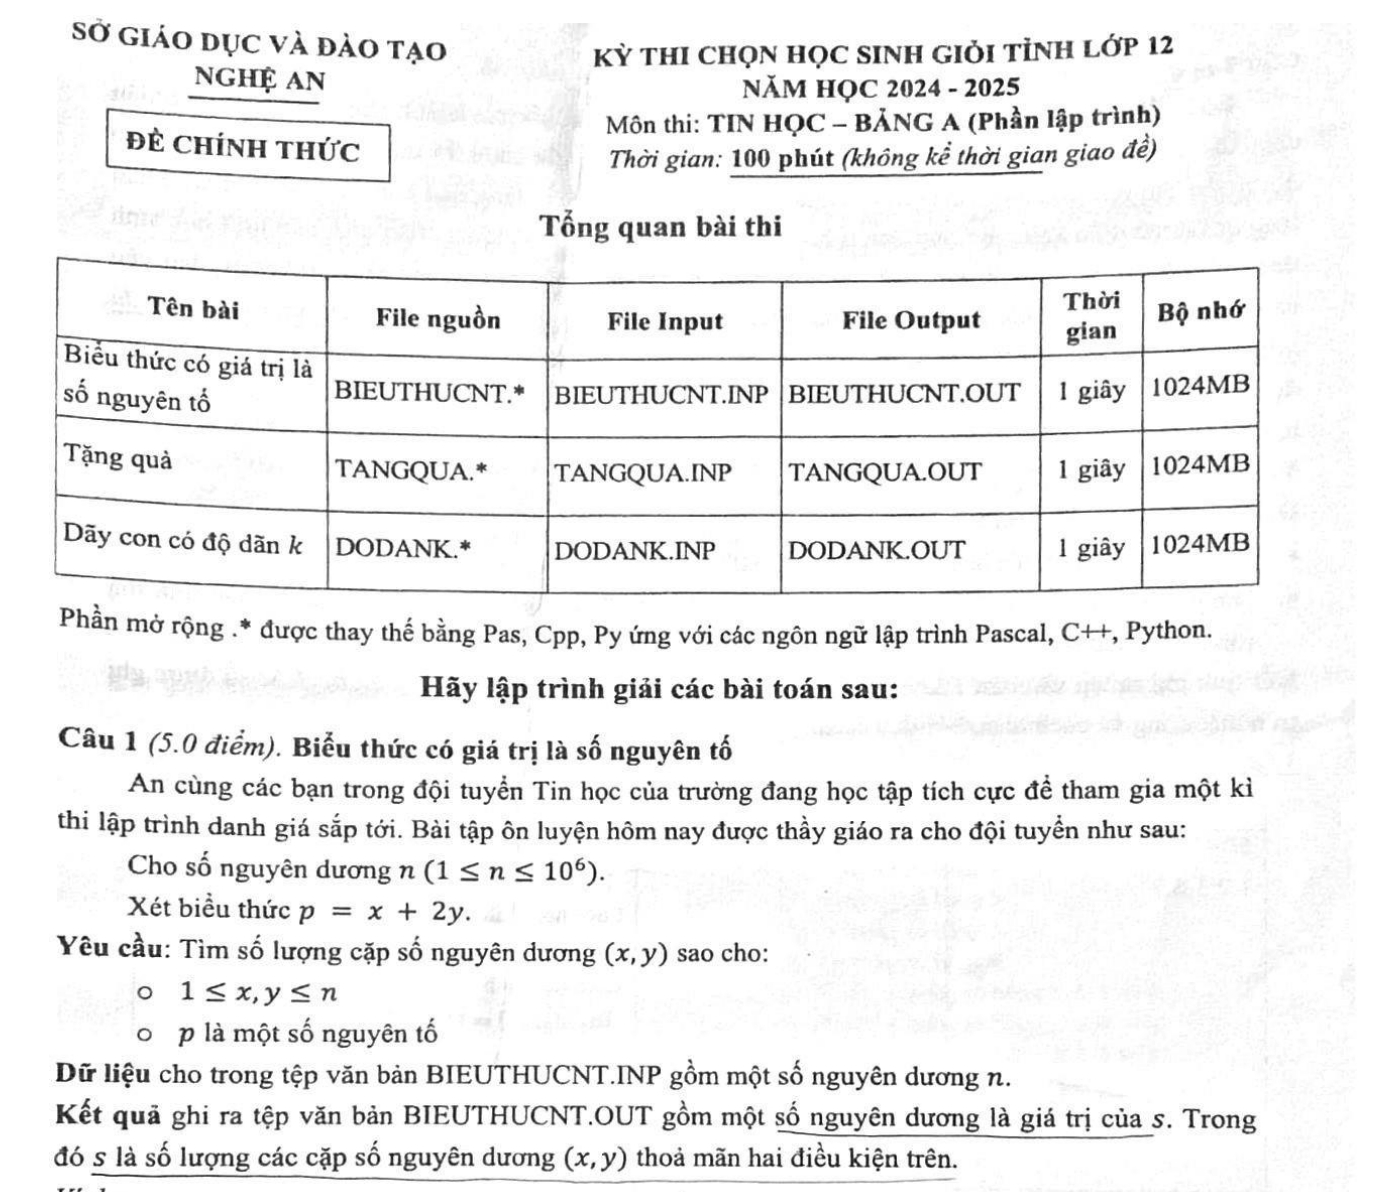 SỞ GIÁO DỤC VÀ ĐÀO TẠO
NGHỆ AN
ĐỀ CHÍNH THỨC
KỲ THI CHỌN HỌC SINH GIỎI TỈNH LỚP 12
NĂM HỌC 2024 - 2025
Môn thi: TIN HỌC – BẢNG A (Phần lập trình)
Thời gian: 100 phút (không kể thời gian giao đề)
Tổng quan bài thi
Tên bài File nguồn File Input File Output Thời gian Bộ nhớ
Biểu thức có giá trị là số nguyên tố BIEUTHUCNT.* BIEUTHUCNT.INP BIEUTHUCNT.OUT 1 giây 1024MB
Tặng quà TANGQUA.* TANGQUA.INP TANGQUA.OUT 1 giây 1024MB
Dãy con có độ dãn k DODANK.* DODANK.INP DODANK.OUT 1 giây 1024MB
Phần mở rộng .* được thay thế bằng Pas, Cpp, Py ứng với các ngôn ngữ lập trình Pascal, C++, Python.
Hãy lập trình giải các bài toán sau:
Câu 1 (5.0 điểm). Biểu thức có giá trị là số nguyên tố
An cùng các bạn trong đội tuyển Tin học của trường đang học tập tích cực để tham gia một kì
thi lập trình danh giá sắp tới. Bài tập ôn luyện hôm nay được thầy giáo ra cho đội tuyển như sau:
Cho số nguyên dương n (1 ≤ n ≤ 10⁶).
Xét biểu thức p = x + 2y.
Yêu cầu: Tìm số lượng cặp số nguyên dương (x, y) sao cho:
o 1 ≤ x, y ≤ n
o p là một số nguyên tố
Dữ liệu cho trong tệp văn bản BIEUTHUCNT.INP gồm một số nguyên dương n.
Kết quả ghi ra tệp văn bản BIEUTHUCNT.OUT gồm một số nguyên dương là giá trị của s. Trong
đó s là số lượng các cặp số nguyên dương (x, y) thoả mãn hai điều kiện trên.